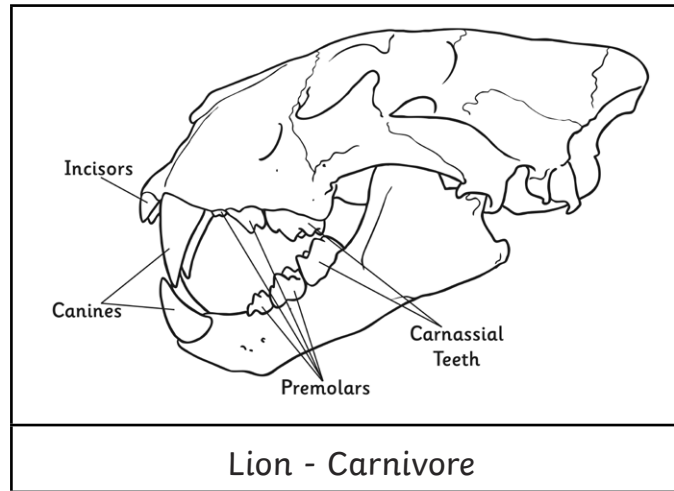 Incisors
Canines
Premolars
Carnassial
Teeth
Lion - Carnivore